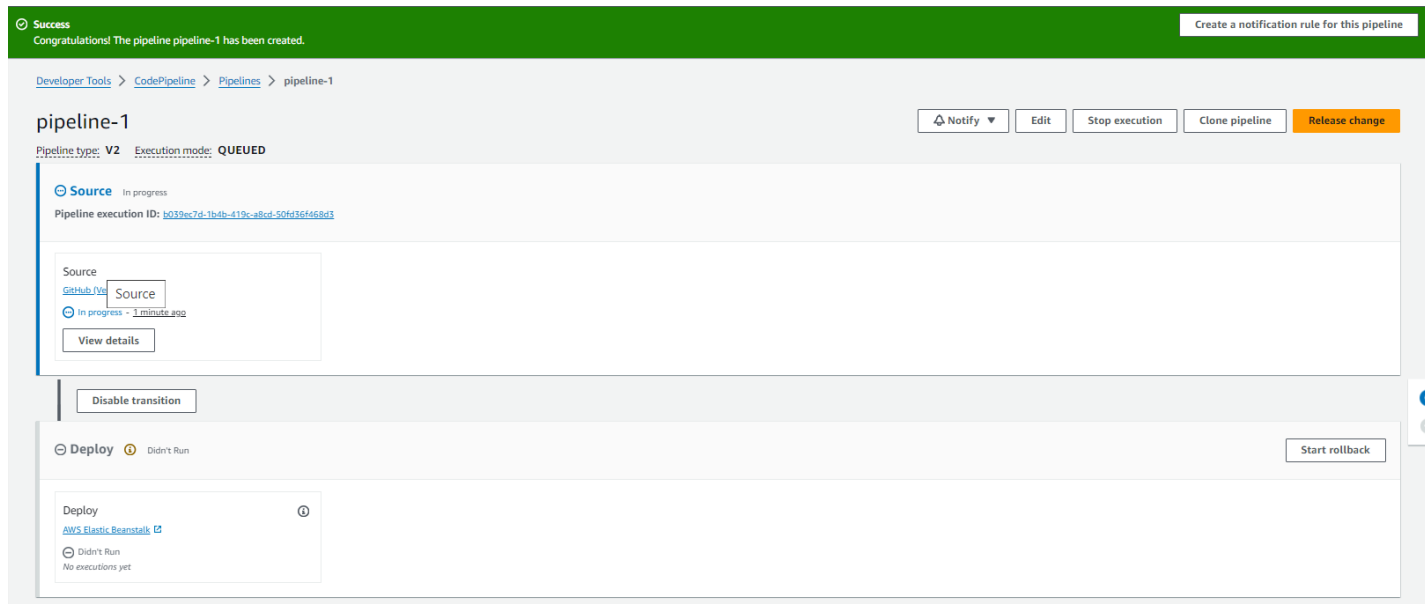 Success
Create a notification rule for this pipeline
Congratulations! The pipeline pipeline-1 has been created.
Developer Tools > CodePipeline > Pipelines > pipeline-1
pipeline-1
Notify ▼ Edit Stop execution Clone pipeline Release change
Pipeline type: V2 Execution mode: QUEUED
Source In progress
Pipeline execution ID: b039ec7d-1b4b-419c-a8cd-50fd36f468d3
Source
GitHub (Ve
Source
In progress - 1 minute ago
View details
Disable transition
Deploy Didn't Run
Start rollback
Deploy
AWS Elastic Beanstalk
Didn't Run
No executions yet